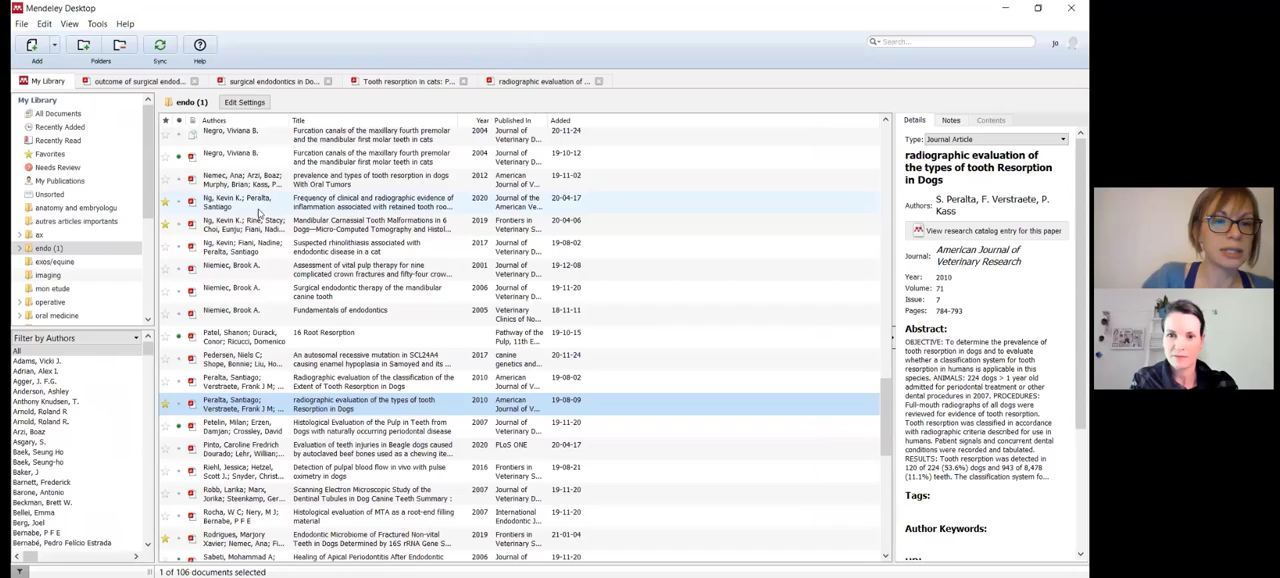 Mendeley Desktop
File Edit View Tools Help
Add Folders Sync Help
Search...
jo
My Library
outcome of surgical endod...
surgical endodontics in Do...
Tooth resorption in cats: P...
radiographic evaluation of ...
My Library
All Documents
Recently Added
Recently Read
Favorites
Needs Review
My Publications
Unsorted
anatomy and embryologu
autres articles importants
ax
endo (1)
exos/equine
imaging
mon etude
operative
oral medicine
Filter by Authors
All
Adams, Vicki J.
Adrian, Alex I.
Agger, J. F.G.
Anderson, Ashley
Anthony Knudsen, T.
Arnold, Roland R
Arnold, Roland R.
Arzi, Boaz
Asgary, S.
Baek, Seung Ho
Baek, Seung-ho
Baker, J
Barnett, Frederick
Barone, Antonio
Beckman, Brett W.
Bellei, Emma
Berg, Joel
Bernabe, P F E
Bernabé, Pedro Felício Estrada
endo (1) Edit Settings
Authors Title Year Published In Added
Negro, Viviana B. Furcation canals of the maxillary fourth premolar 2004 Journal of 20-11-24
and the mandibular first molar teeth in cats Veterinary D...
Negro, Viviana B. Furcation canals of the maxillary fourth premolar 2004 Journal of 19-10-12
and the mandibular first molar teeth in cats Veterinary D...
Nemec, Ana; Arzi, Boaz; prevalence and types of tooth resorption in dogs 2012 Journal of 19-11-02
Murphy, Brian; Kass, P... With Oral Tumors Veterinary D...
Ng, Kevin K.; Peralta, Frequency of clinical and radiographic evidence of 2020 Journal of the 20-04-17
Santiago inflammation associated with retained tooth roo... American Ve...
Ng, Kevin K.; Rine, Stacy; Mandibular Carnassial Tooth Malformations in 6 2019 Frontiers in 20-04-06
Choi, Eunju; Fiani, Nadi... Dogs—Micro-Computed Tomography and Histol... Veterinary S...
Ng, Kevin; Fiani, Nadine; Suspected rhinolithiasis associated with 2017 Journal of 19-08-02
Peralta, Santiago endodontic disease in a cat Veterinary D...
Niemiec, Brook A. Assessment of vital pulp therapy for nine 2001 Journal of 19-12-08
complicated crown fractures and fifty-four crow... Veterinary D...
Niemiec, Brook A. Surgical endodontic therapy of the mandibular 2006 Journal of 19-11-20
canine tooth Veterinary D...
Niemiec, Brook A. Fundamentals of endodontics 2005 Veterinary 18-11-11
Clinics of No...
Patel, Shanon; Durack, 16 Root Resorption Pathway of the 19-10-15
Conor; Ricucci, Domenico Pulp, 11th E...
Pedersen, Niels C; An autosomal recessive mutation in SCL24A4 2017 canine 20-11-24
Shope, Bonnie; Liu, Ho... causing enamel hypoplasia in Samoyed and its ... genetics and...
Peralta, Santiago; Radiographic evaluation of the classification of the 2010 American 19-08-02
Verstraete, Frank J M; ... Extent of Tooth Resorption in Dogs Journal of V...
Peralta, Santiago; radiographic evaluation of the types of tooth 2010 American 19-08-09
Verstraete, Frank J M; ... Resorption in Dogs Journal of V...
Petelin, Milan; Erzen, Histological Evaluation of the Pulp in Teeth from 2007 Journal of 19-11-20
Damjan; Crossley, David Dogs with naturally occurring periodontal disease Veterinary D...
Pinto, Caroline Fredrich Evaluation of teeth injuries in Beagle dogs caused 2020 PLoS ONE 20-04-17
Dourado; Lehr, Willian;... by autoclaved beef bones used as a chewing ite...
Riehl, Jessica; Hetzel, Detection of pulpal blood flow in vivo with pulse 2016 Frontiers in 19-08-21
Scott J.; Snyder, Christ... oximetry in dogs Veterinary S...
Robb, Larika; Marx, Scanning Electron Microscopic Study of the 2007 Journal of 19-11-20
Jorika; Steenkamp, Ger... Dentinal Tubules in Dog Canine Teeth Summary : Veterinary D...
Rocha, W C; Nery, M J; Histological evaluation of MTA as a root-end filling 2007 International 19-11-20
Bernabe, P F E material Endodontic J...
Rodrigues, Marjory Endodontic Microbiome of Fractured Non-vital 2019 Frontiers in 21-01-04
Xavier; Nemec, Ana; Fi... Teeth in Dogs Determined by 16S rRNA Gene S... Veterinary S...
Sabeti, Mohammad A; Healing of Apical Periodontitis After Endodontic 2006 Journal of 19-11-20
1 of 106 documents selected
Details Notes Contents
Type: Journal Article
radiographic evaluation of
the types of tooth Resorption
in Dogs
Authors: S. Peralta, F. Verstraete, P.
Kass
View research catalog entry for this paper
Journal: American Journal of
Veterinary Research
Year: 2010
Volume: 71
Issue: 7
Pages: 784-793
Abstract:
OBJECTIVE: To determine the prevalence of
tooth resorption in dogs and to evaluate
whether a classification system for
tooth resorption in humans is applicable in this
species. ANIMALS: 224 dogs > 1 year old
admitted for periodontal treatment or other
dental procedures in 2007. PROCEDURES:
Full-mouth radiographs of all dogs were
reviewed for evidence of tooth resorption.
Tooth resorption was classified in accordance
with radiographic criteria described for use in
humans. Patient signals and concurrent dental
conditions were recorded and tabulated.
RESULTS: Tooth resorption was detected in
120 of 224 (53.6%) dogs and 943 of 8,478
(11.1%) teeth. The classification system fo...
Tags:
Author Keywords: